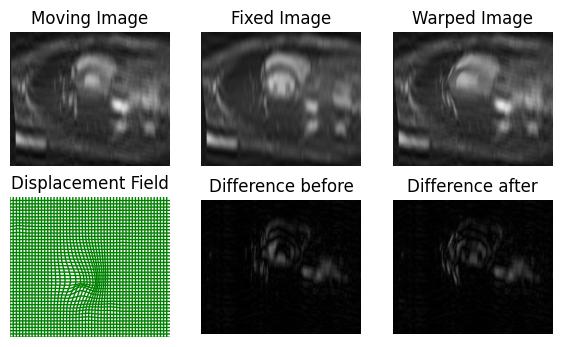 Moving Image
Fixed Image
Warped Image
Displacement Field
Difference before
Difference after